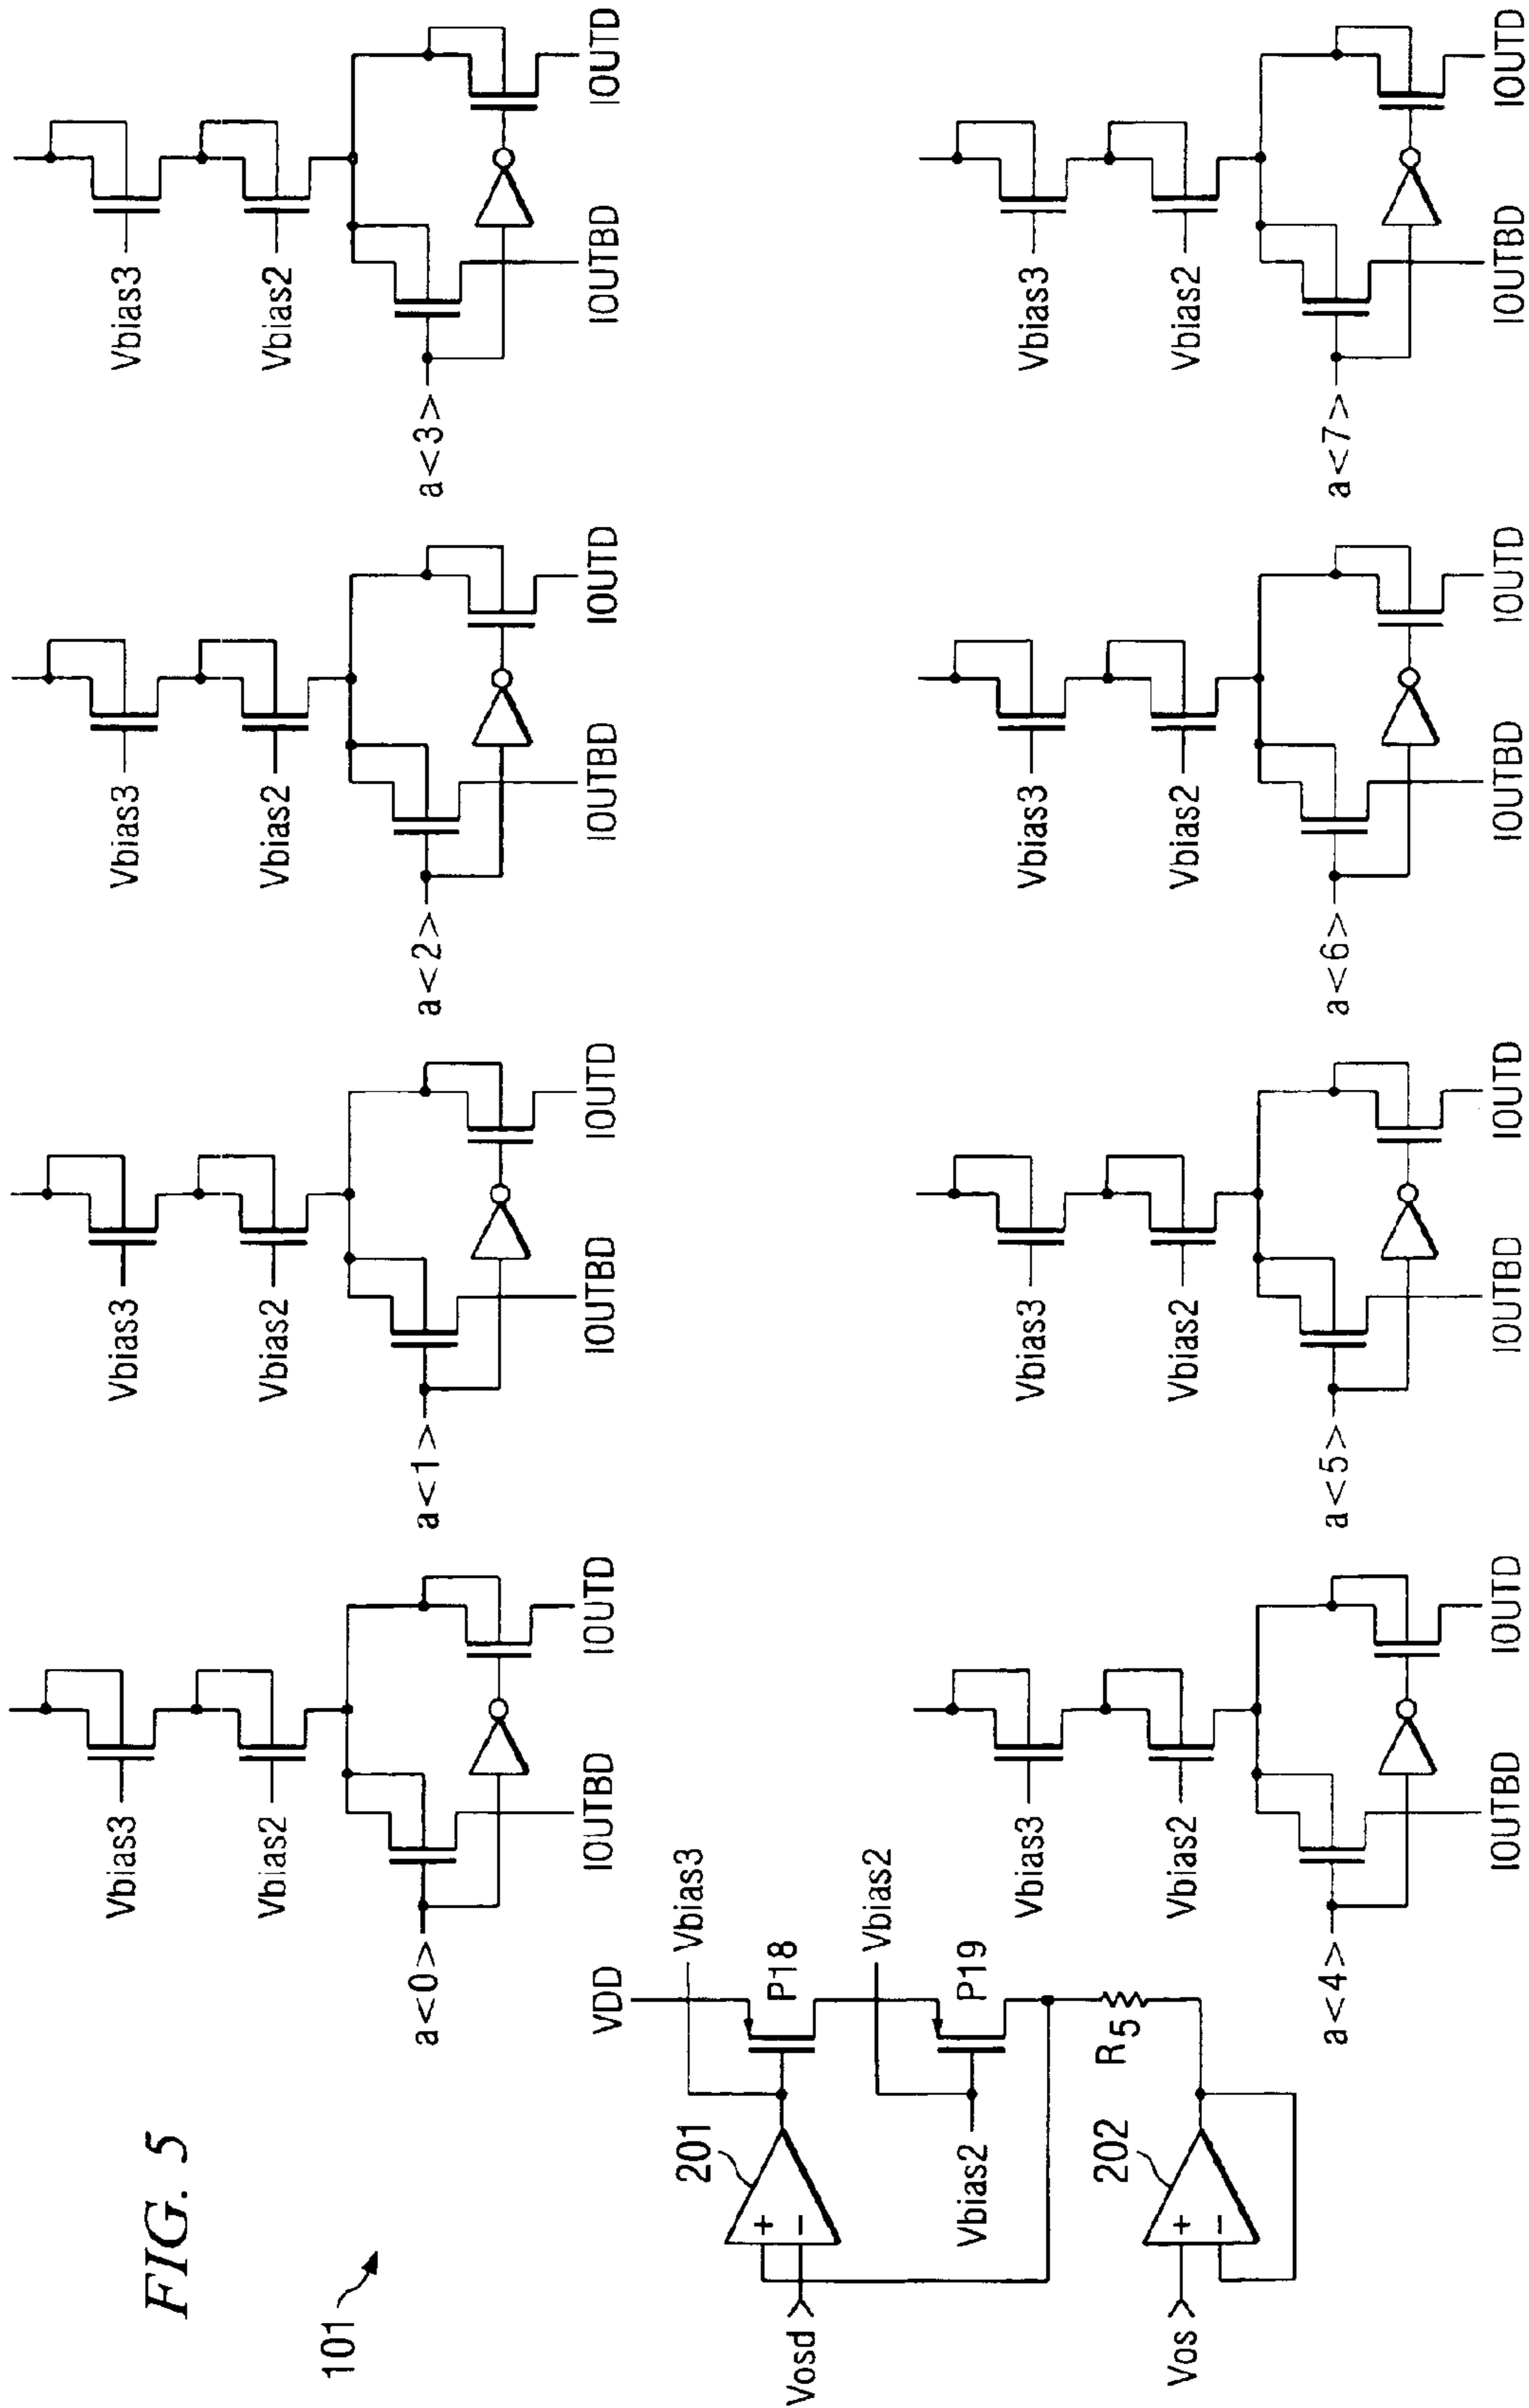 FIG. 5
101
VDD
Vbias3
P18
201
Vosd
Vbias2
P19
Vbias2
R5
202
Vos
Vbias3
Vbias2
a<0>
IOUTBD
IOUTD
Vbias3
Vbias2
a<1>
IOUTBD
IOUTD
Vbias3
Vbias2
a<2>
IOUTBD
IOUTD
Vbias3
Vbias2
a<3>
IOUTBD
IOUTD
Vbias3
Vbias2
a<4>
IOUTBD
IOUTD
Vbias3
Vbias2
a<5>
IOUTBD
IOUTD
Vbias3
Vbias2
a<6>
IOUTBD
IOUTD
Vbias3
Vbias2
a<7>
IOUTBD
IOUTD